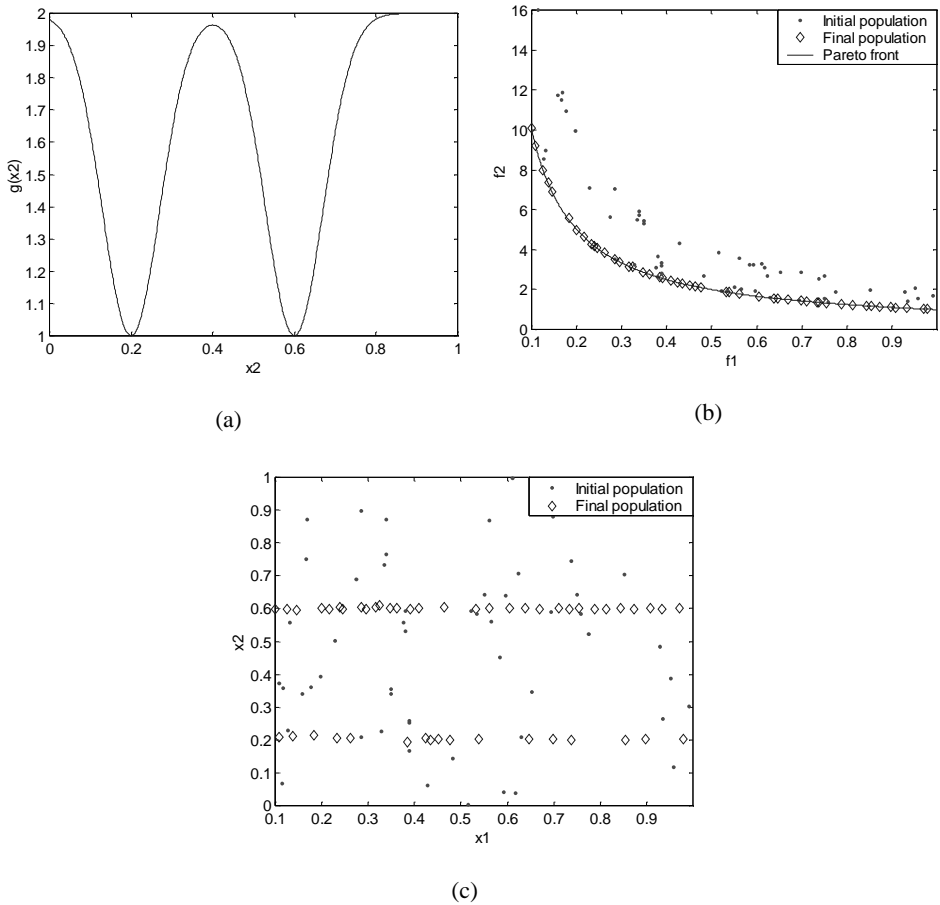 2
1.9
1.8
1.7
1.6
1.5
1.4
1.3
1.2
1.1
1
0 0.2 0.4 0.6 0.8 1
g(x2)
x2
(a)
16
14
12
10
8
6
4
2
0
0.1 0.2 0.3 0.4 0.5 0.6 0.7 0.8 0.9
f2
f1
Initial population
Final population
Pareto front
(b)
1
0.9
0.8
0.7
0.6
0.5
0.4
0.3
0.2
0.1
0
0.1 0.2 0.3 0.4 0.5 0.6 0.7 0.8 0.9
x2
x1
Initial population
Final population
(c)